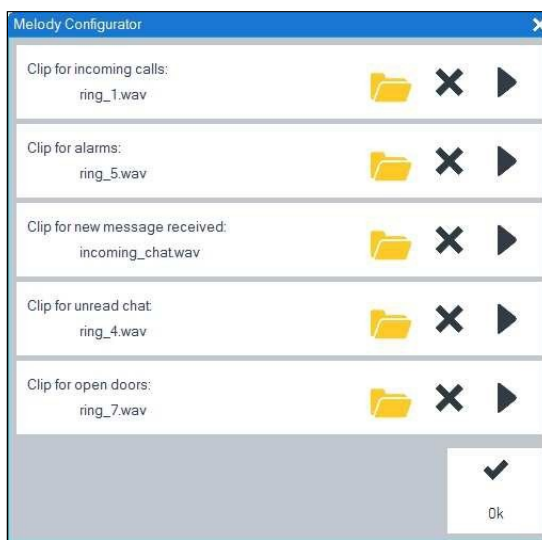 Melody Configurator
Clip for incoming calls:
ring_1.wav
Clip for alarms:
ring_5.wav
Clip for new message received:
incoming_chat.wav
Clip for unread chat:
ring_4.wav
Clip for open doors:
ring_7.wav
Ok